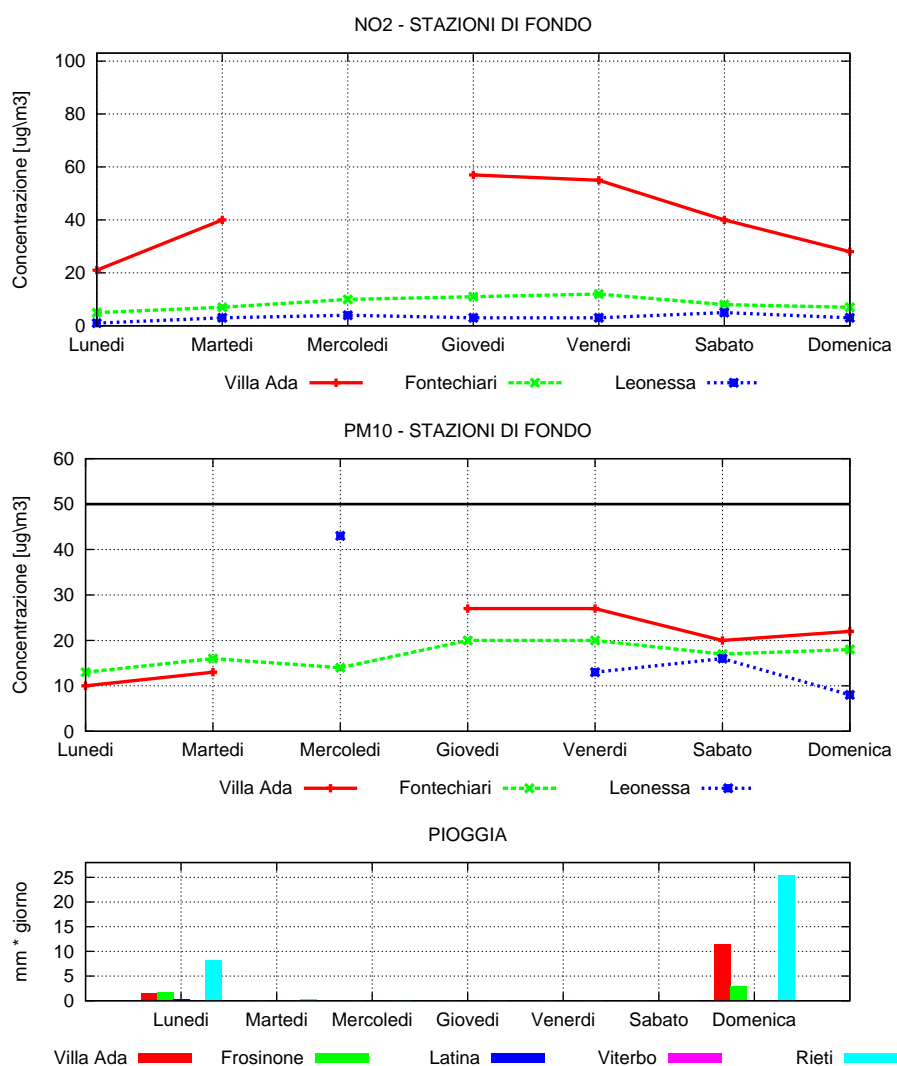 NO2 - STAZIONI DI FONDO
Concentrazione [ug\m3]
100
80
60
40
20
0
Lunedi Martedi Mercoledi Giovedi Venerdi Sabato Domenica
Villa Ada Fontechiari Leonessa
PM10 - STAZIONI DI FONDO
Concentrazione [ug\m3]
60
50
40
30
20
10
0
Lunedi Martedi Mercoledi Giovedi Venerdi Sabato Domenica
Villa Ada Fontechiari Leonessa
PIOGGIA
mm * giorno
25
20
15
10
5
0
Lunedi Martedi Mercoledi Giovedi Venerdi Sabato Domenica
Villa Ada Frosinone Latina Viterbo Rieti